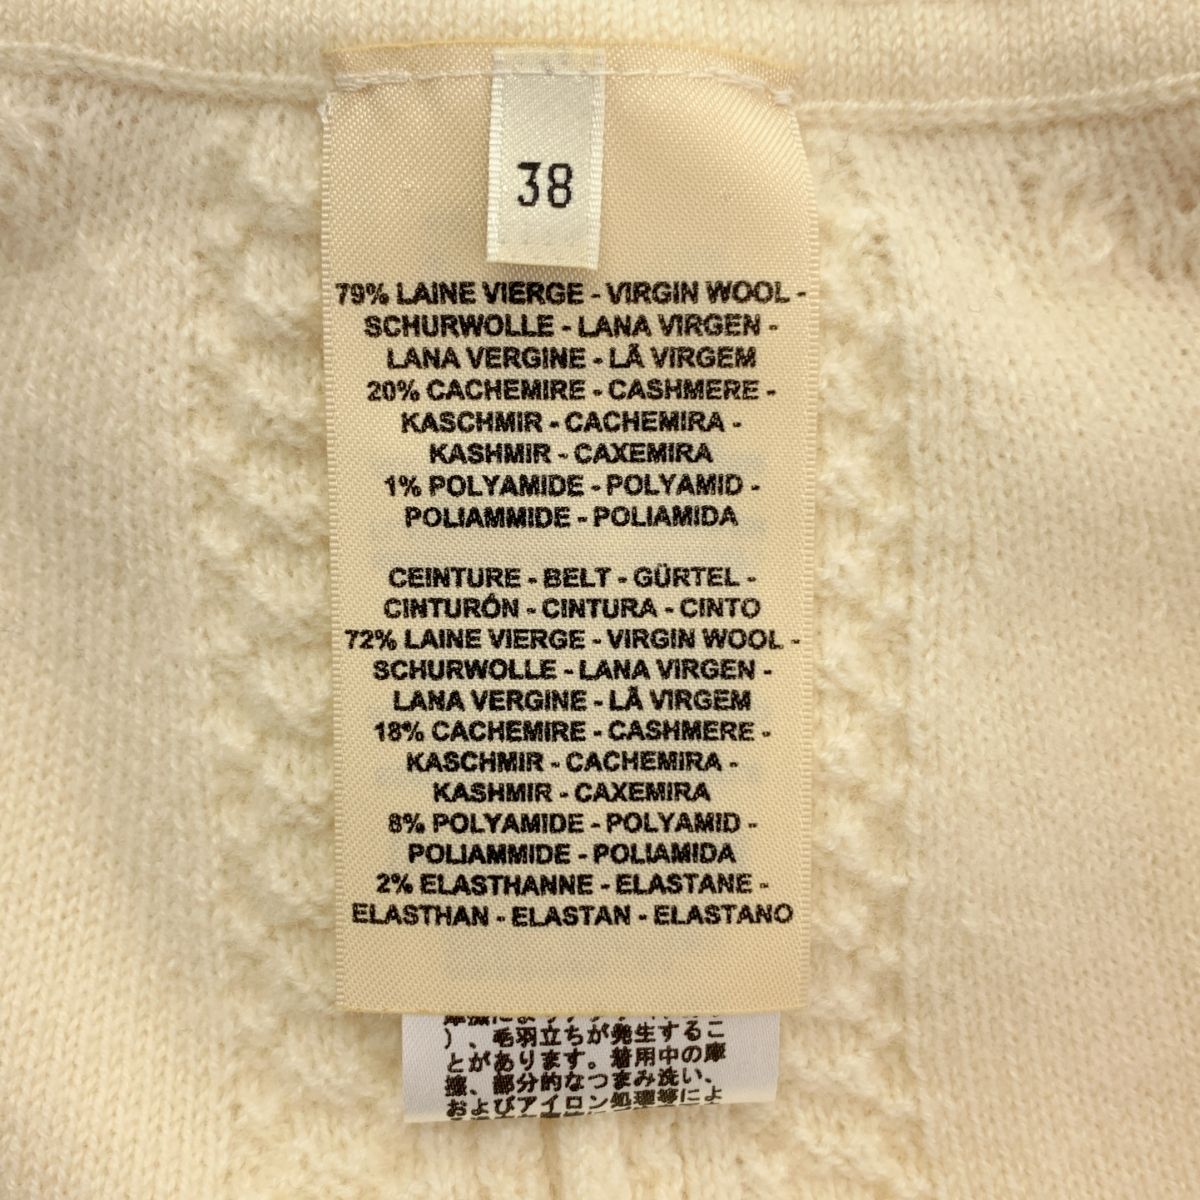 38
79% LAINE VIERGE - VIRGIN WOOL -
SCHURWOLLE - LANA VIRGEN -
LANA VERGINE - LÃ VIRGEM
20% CACHEMIRE - CASHMERE -
KASCHMIR - CACHEMIRA -
KASHMIR - CAXEMIRA
1% POLYAMIDE - POLYAMID -
POLIAMMIDE - POLIAMIDA
CEINTURE - BELT - GÜRTEL -
CINTURÓN - CINTURA - CINTO
72% LAINE VIERGE - VIRGIN WOOL -
SCHURWOLLE - LANA VIRGEN -
LANA VERGINE - LÃ VIRGEM
18% CACHEMIRE - CASHMERE -
KASCHMIR - CACHEMIRA -
KASHMIR - CAXEMIRA
8% POLYAMIDE - POLYAMID -
POLIAMMIDE - POLIAMIDA
2% ELASTHANNE - ELASTANE -
ELASTHAN - ELASTAN - ELASTANO
）、毛羽立ちが発生するこ
とがあります。着用中の摩
擦、部分的なつまみ洗い、
およびアイロン処理等によ